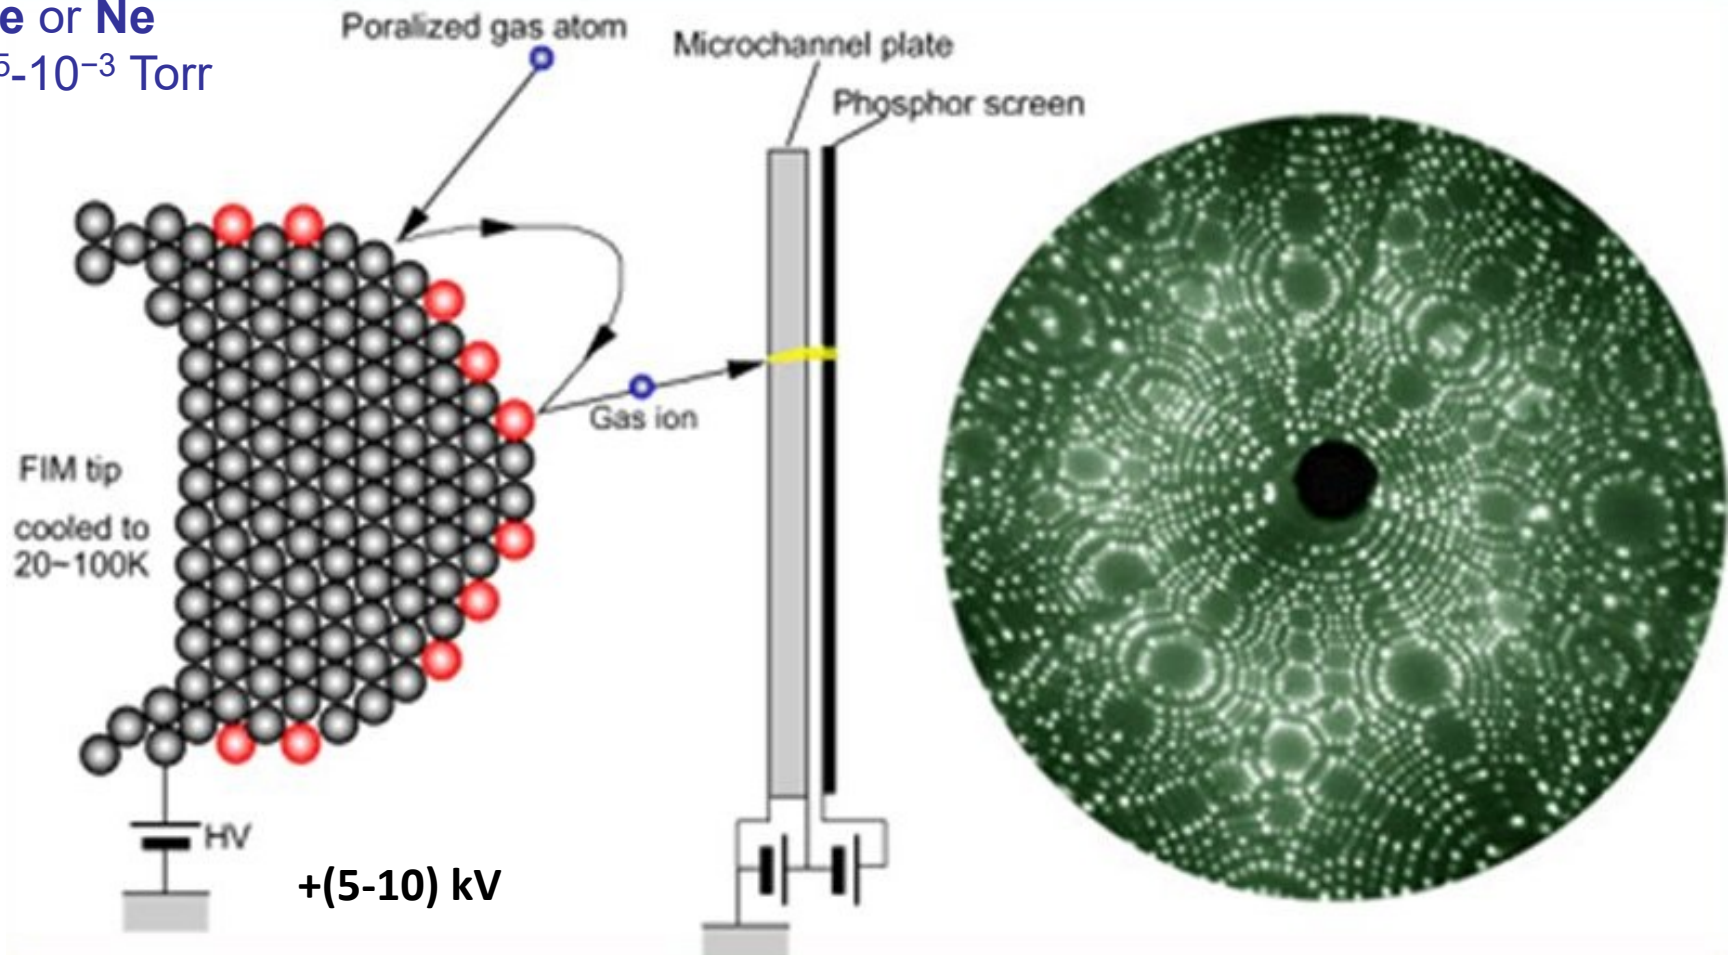 e or Ne
5-10⁻³ Torr
Poralized gas atom
Microchannel plate
Phosphor screen
Gas ion
FIM tip
cooled to
20~100K
HV
+(5-10) kV